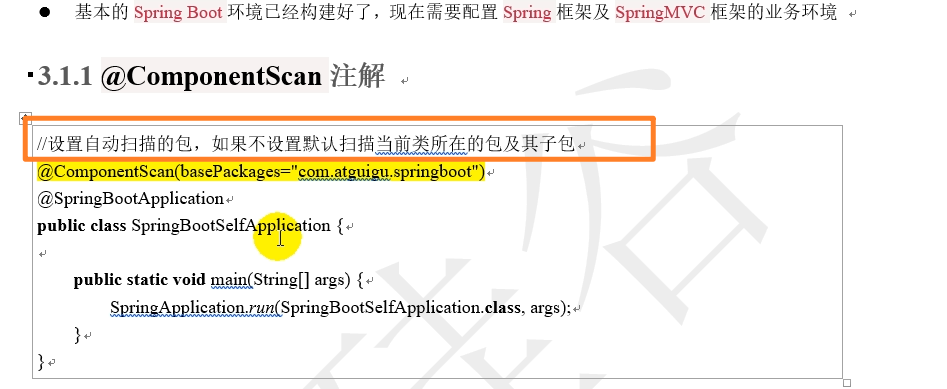 ● 基本的 Spring Boot 环境已经构建好了，现在需要配置 Spring 框架及 SpringMVC 框架的业务环境
3.1.1 @ComponentScan 注解
//设置自动扫描的包，如果不设置默认扫描当前类所在的包及其子包
@ComponentScan(basePackages="com.atguigu.springboot")
@SpringBootApplication
public class SpringBootSelfApplication {
public static void main(String[] args) {
SpringApplication.run(SpringBootSelfApplication.class, args);
}
}